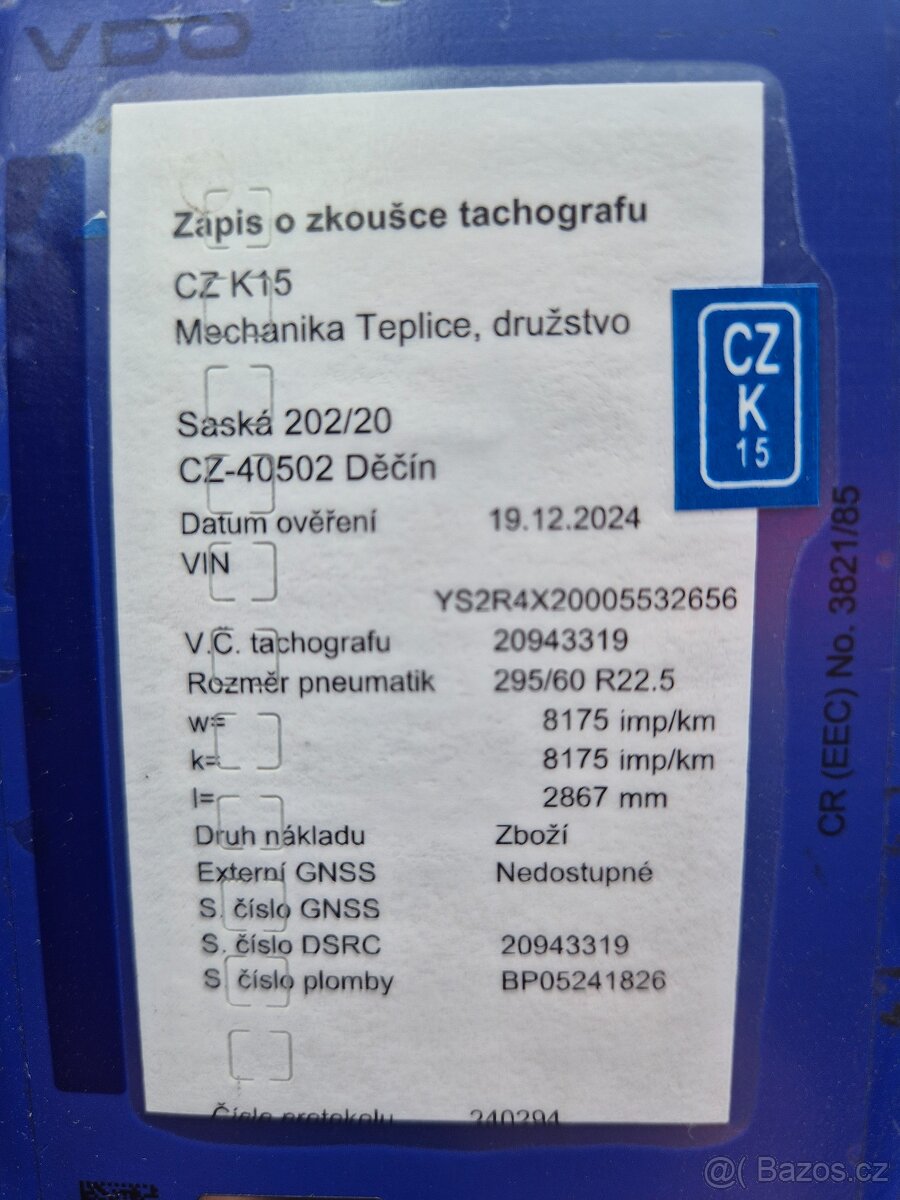 VDO
Zápis o zkoušce tachografu
CZ K15
Mechanika Teplice, družstvo
Saská 202/20
CZ-40502 Děčín
CZ
K
15
Datum ověření 19.12.2024
VIN
YS2R4X20005532656
V.Č. tachografu 20943319
Rozměr pneumatik 295/60 R22.5
w= 8175 imp/km
k= 8175 imp/km
l= 2867 mm
Druh nákladu Zboží
Externí GNSS Nedostupné
S. číslo GNSS
S. číslo DSRC 20943319
S číslo plomby BP05241826
Číslo protokolu 240294
CR (EEC) No. 3821/85
@( Bazos.cz